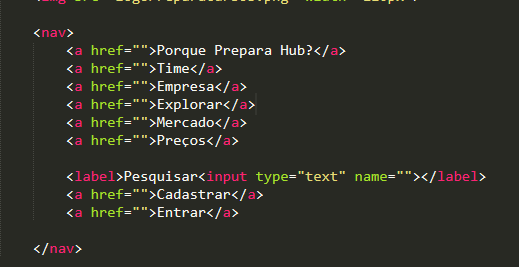 <nav>
<a href="">Porque Prepara Hub?</a>
<a href="">Time</a>
<a href="">Empresa</a>
<a href="">Explorar</a>
<a href="">Mercado</a>
<a href="">Preços</a>
<label>Pesquisar<input type="text" name=""></label>
<a href="">Cadastrar</a>
<a href="">Entrar</a>
</nav>